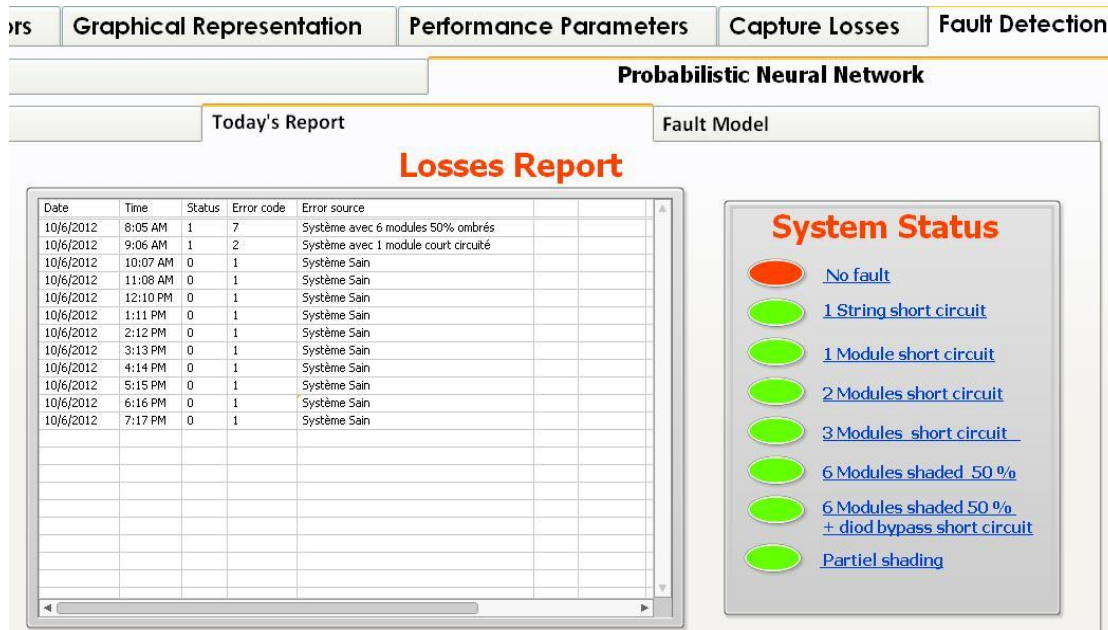 ors Graphical Representation Performance Parameters Capture Losses Fault Detection
Probabilistic Neural Network
Today's Report Fault Model
Losses Report
Date Time Status Error code Error source
10/6/2012 8:05 AM 1 7 Système avec 6 modules 50% ombrés
10/6/2012 9:06 AM 1 2 Système avec 1 module court circuité
10/6/2012 10:07 AM 0 1 Système Sain
10/6/2012 11:08 AM 0 1 Système Sain
10/6/2012 12:10 PM 0 1 Système Sain
10/6/2012 1:11 PM 0 1 Système Sain
10/6/2012 2:12 PM 0 1 Système Sain
10/6/2012 3:13 PM 0 1 Système Sain
10/6/2012 4:14 PM 0 1 Système Sain
10/6/2012 5:15 PM 0 1 Système Sain
10/6/2012 6:16 PM 0 1 Système Sain
10/6/2012 7:17 PM 0 1 Système Sain
System Status
No fault
1 String short circuit
1 Module short circuit
2 Modules short circuit
3 Modules short circuit
6 Modules shaded 50 %
6 Modules shaded 50 %
+ diod bypass short circuit
Partiel shading